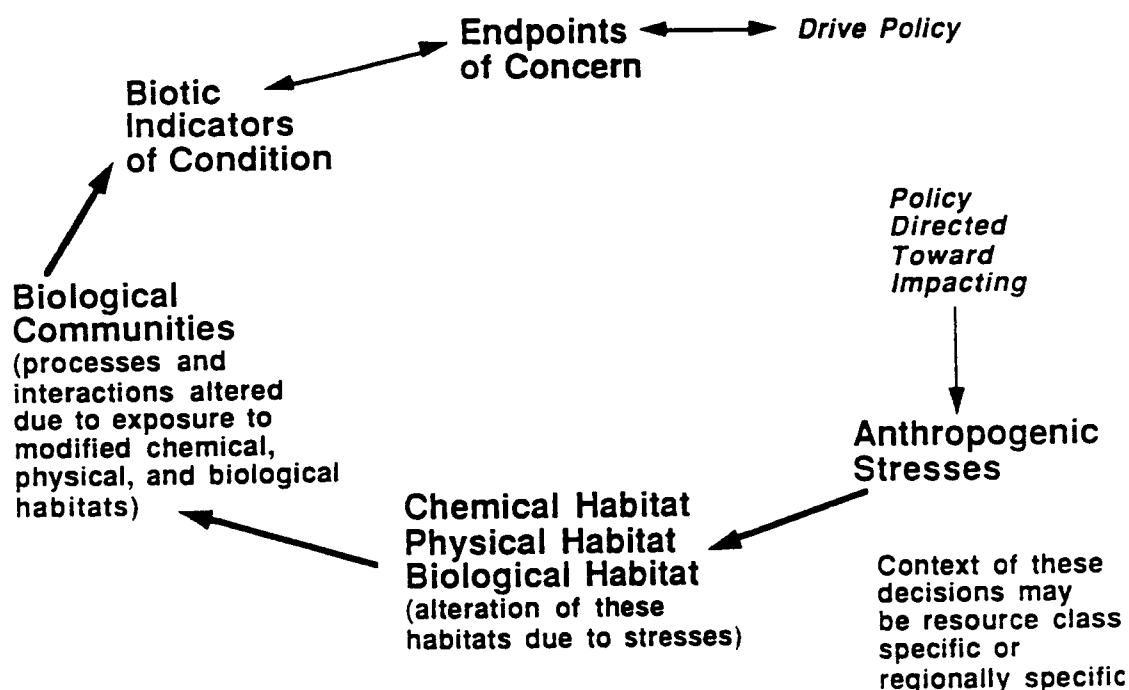 Endpoints
of Concern
Drive Policy
Biotic
Indicators
of Condition
Policy
Directed
Toward
Impacting
Biological
Communities
(processes and
interactions altered
due to exposure to
modified chemical,
physical, and biological
habitats)
Anthropogenic
Stresses
Chemical Habitat
Physical Habitat
Biological Habitat
(alteration of these
habitats due to stresses)
Context of these
decisions may
be resource class
specific or
regionally specific